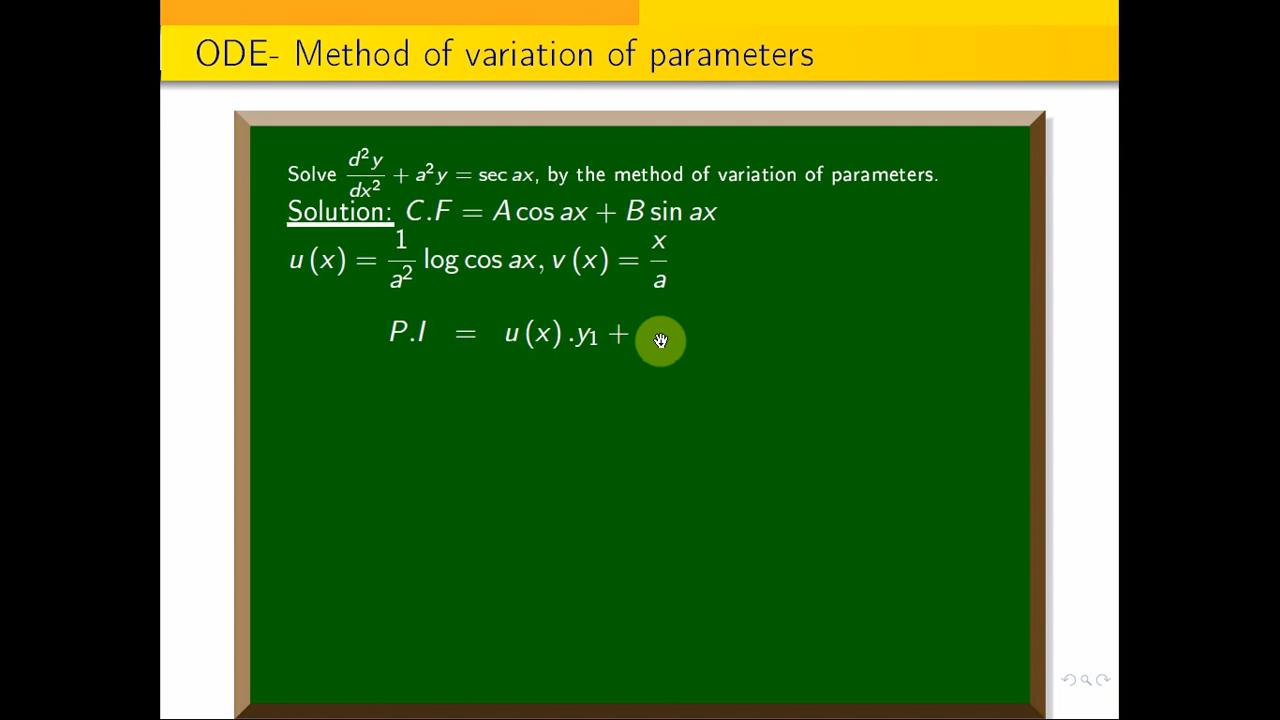 ODE- Method of variation of parameters
Solve d²y/dx² + a²y = sec ax, by the method of variation of parameters.
Solution: C.F = A cos ax + B sin ax
u (x) = 1/a² log cos ax, v (x) = x/a
P.I = u (x) .y₁ +